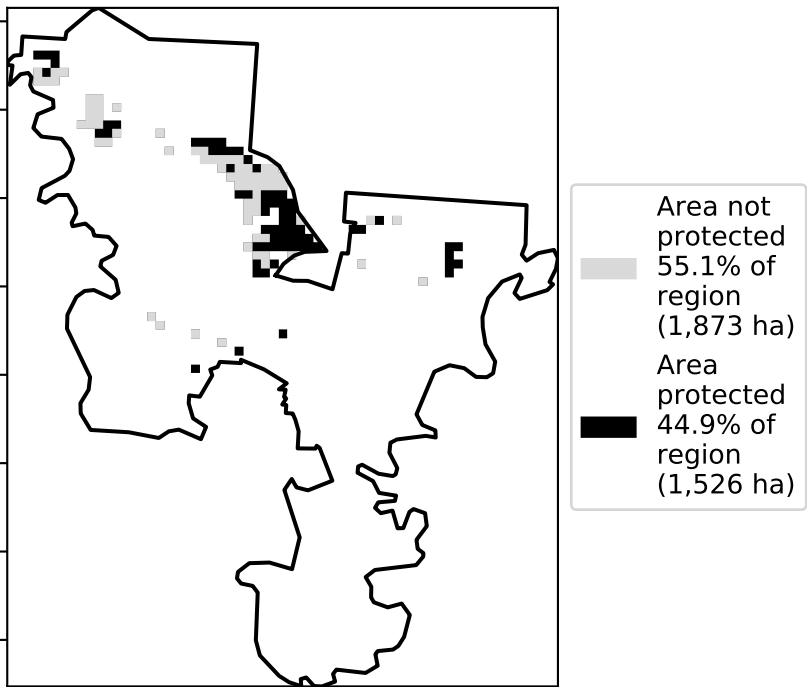 Area not
protected
55.1% of
region
(1,873 ha)
Area
protected
44.9% of
region
(1,526 ha)